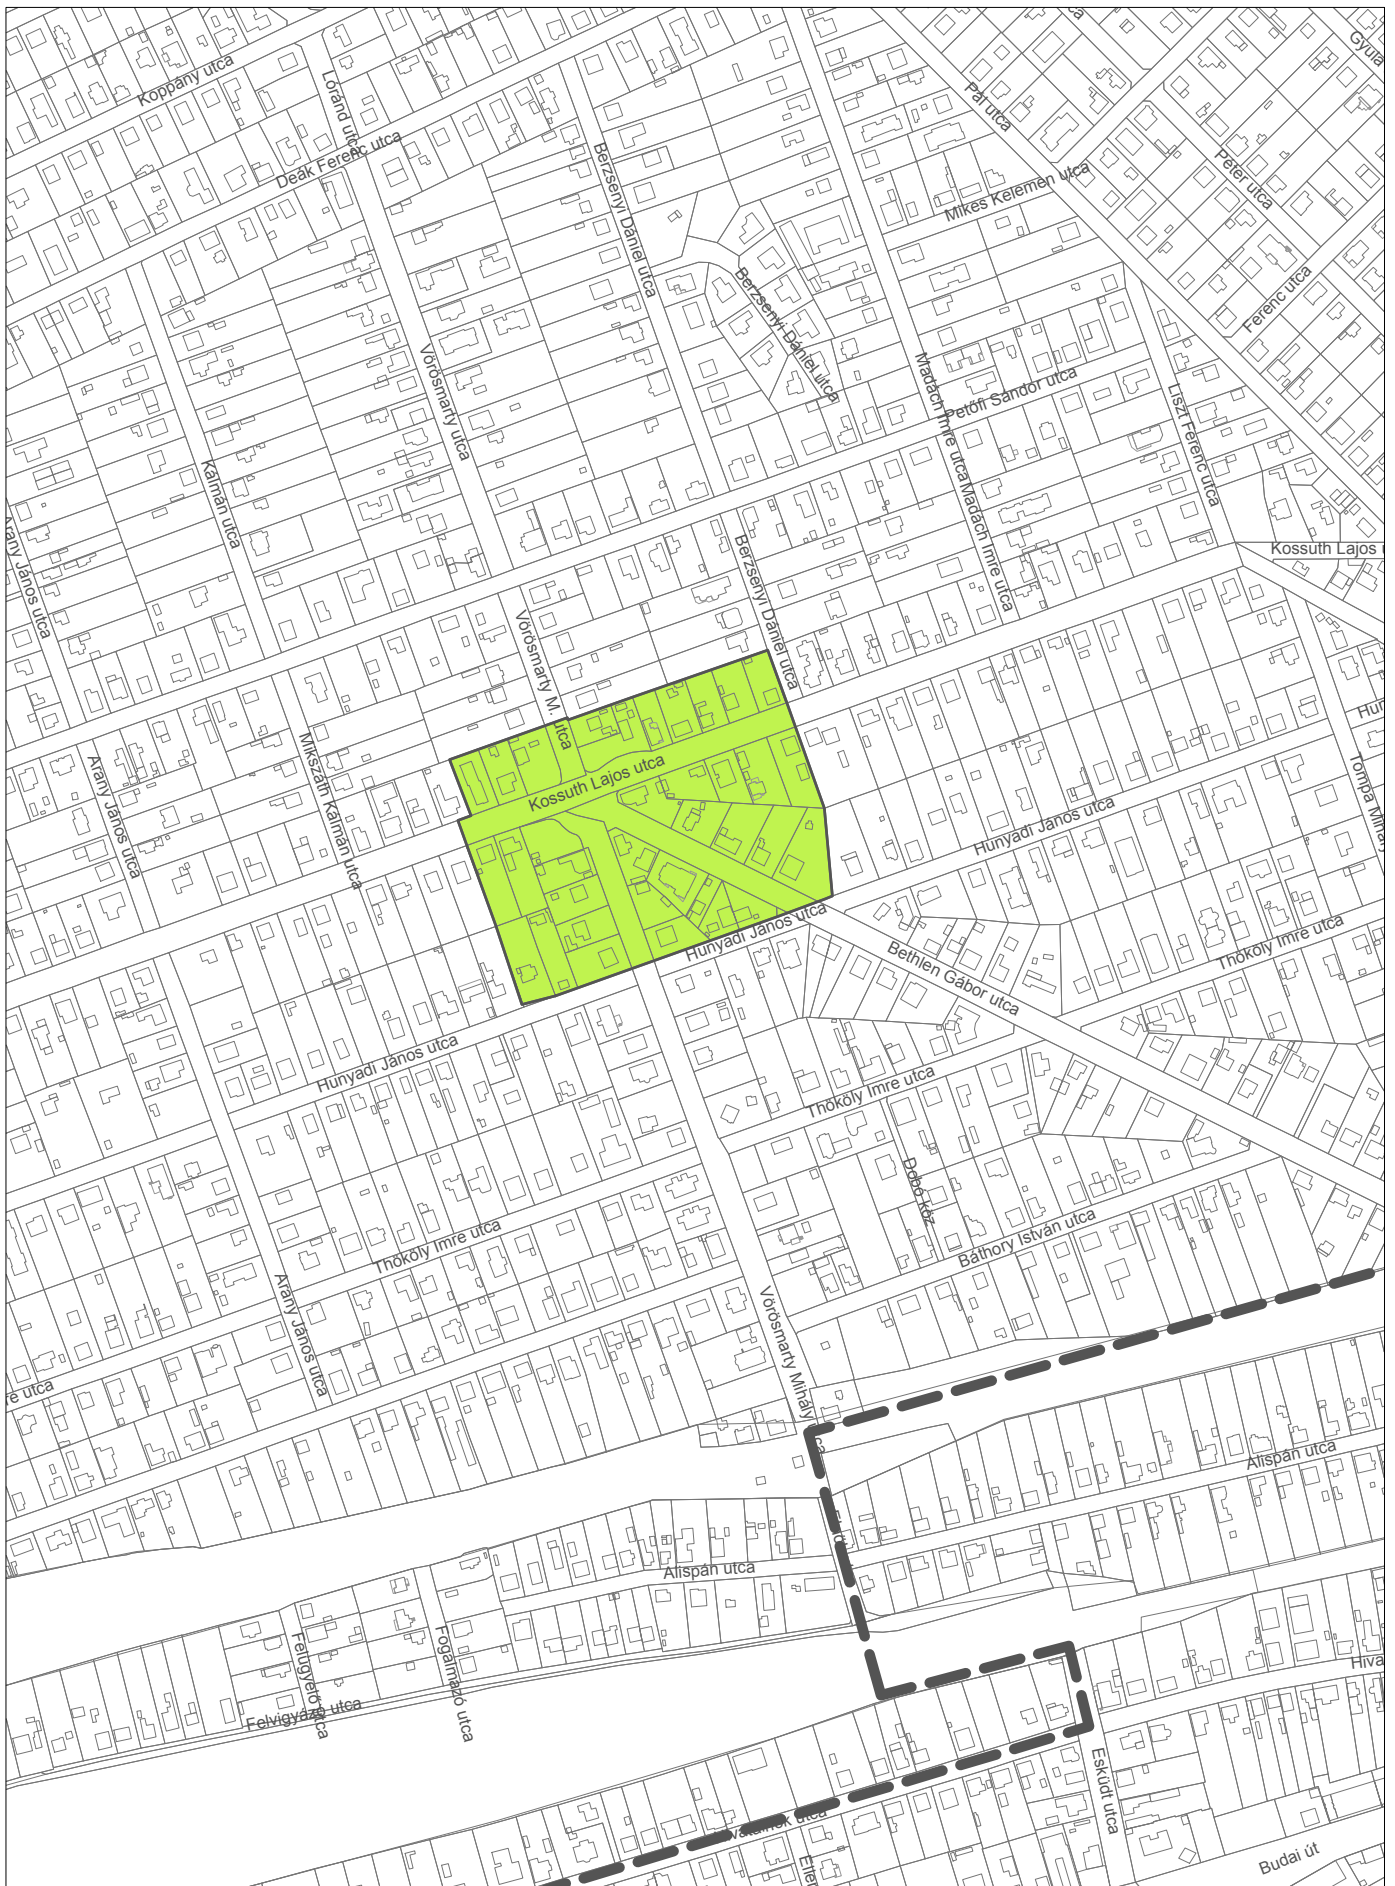 Gyula
Koppány utca
Lóránd utca
Pál utca
Deák Ferenc utca
Berzsenyi Dániel utca
Péter utca
Mikes Kelemen utca
Berzsenyi Dániel utca
Ferenc utca
Vörösmarty utca
Madách Imre utca
Petőfi Sándor utca
Liszt Ferenc utca
Kálmán utca
Madách Imre utca
Arany János utca
Berzsenyi Dániel utca
Kossuth Lajos
Vörösmarty M. utca
Mikszáth Kálmán utca
Arany János utca
Kossuth Lajos utca
Hunyadi János utca
Hunyadi János utca
Bethlen Gábor utca
Thököly Imre utca
Hunyadi János utca
Thököly Imre utca
Dobó köz
Thököly Imre utca
Báthory István utca
Arany János utca
Vörösmarty Mihály
utca
Alispán utca
Alispán utca
Felügyelő utca
Fogalmazó utca
Felvigyázó utca
Esküdt utca
Budai út